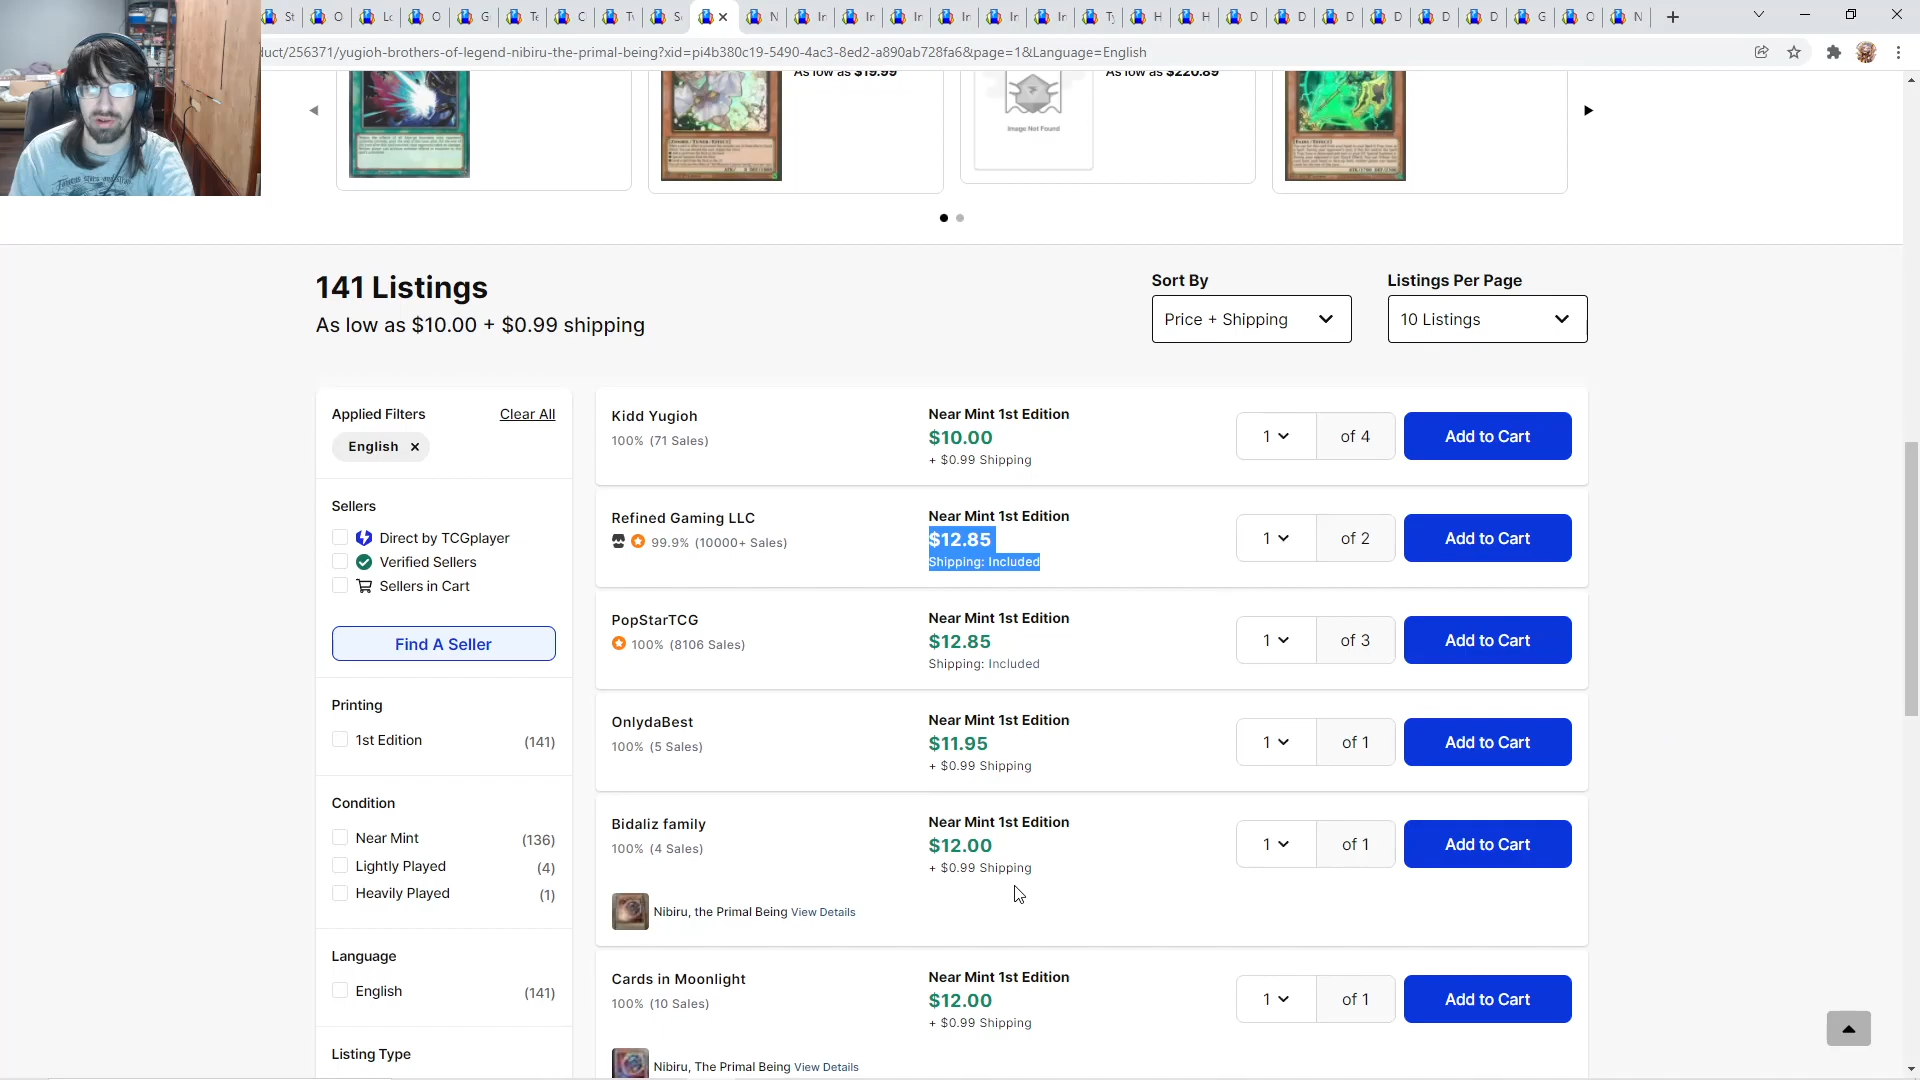 duct/256371/yugioh-brothers-of-legend-nibiru-the-primal-being?xid=pi4b380c19-5490-4ac3-8ed2-a890ab728fa6&page=1&Language=English
As low as $19.99
As low as $220.89
Image Not Found
141 Listings
As low as $10.00 + $0.99 shipping
Sort By
Price + Shipping
Listings Per Page
10 Listings
Applied Filters
Clear All
English ×
Sellers
Direct by TCGplayer
Verified Sellers
Sellers in Cart
Find A Seller
Printing
1st Edition (141)
Condition
Near Mint (136)
Lightly Played (4)
Heavily Played (1)
Language
English (141)
Listing Type
Kidd Yugioh
100% (71 Sales)
Near Mint 1st Edition
$10.00
+ $0.99 Shipping
1 of 4
Add to Cart
Refined Gaming LLC
99.9% (10000+ Sales)
Near Mint 1st Edition
$12.85
Shipping: Included
1 of 2
Add to Cart
PopStarTCG
100% (8106 Sales)
Near Mint 1st Edition
$12.85
Shipping: Included
1 of 3
Add to Cart
OnlydaBest
100% (5 Sales)
Near Mint 1st Edition
$11.95
+ $0.99 Shipping
1 of 1
Add to Cart
Bidaliz family
100% (4 Sales)
Near Mint 1st Edition
$12.00
+ $0.99 Shipping
1 of 1
Add to Cart
Nibiru, the Primal Being View Details
Cards in Moonlight
100% (10 Sales)
Near Mint 1st Edition
$12.00
+ $0.99 Shipping
1 of 1
Add to Cart
Nibiru, The Primal Being View Details